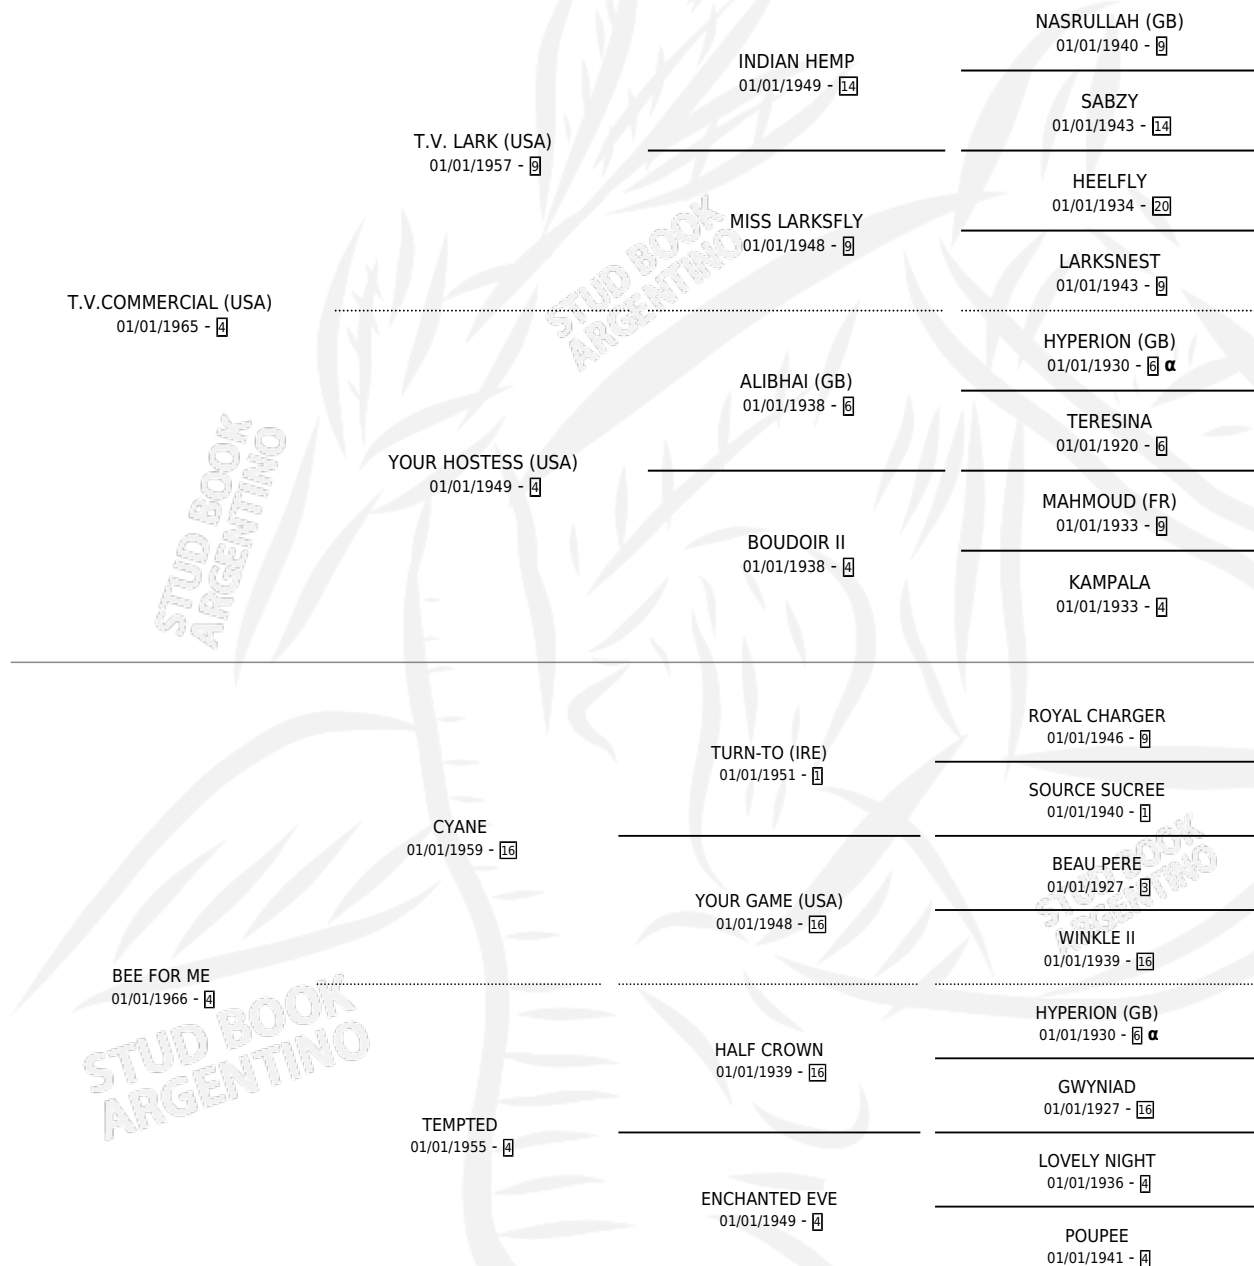 NASRULLAH (GB)
01/01/1940 - 9
INDIAN HEMP
01/01/1949 - 14
SABZY
01/01/1943 - 14
T.V. LARK (USA)
01/01/1957 - 9
HEELFLY
01/01/1934 - 20
MISS LARKSFLY
01/01/1948 - 9
LARKSNEST
01/01/1943 - 9
T.V.COMMERCIAL (USA)
01/01/1965 - 4
HYPERION (GB)
01/01/1930 - 6 α
ALIBHAI (GB)
01/01/1938 - 6
TERESINA
01/01/1920 - 6
YOUR HOSTESS (USA)
01/01/1949 - 4
MAHMOUD (FR)
01/01/1933 - 9
BOUDOIR II
01/01/1938 - 4
KAMPALA
01/01/1933 - 4
ROYAL CHARGER
01/01/1946 - 9
TURN-TO (IRE)
01/01/1951 - 1
SOURCE SUCREE
01/01/1940 - 1
CYANE
01/01/1959 - 16
BEAU PERE
01/01/1927 - 3
YOUR GAME (USA)
01/01/1948 - 16
WINKLE II
01/01/1939 - 16
BEE FOR ME
01/01/1966 - 4
HYPERION (GB)
01/01/1930 - 6 α
HALF CROWN
01/01/1939 - 16
GWYNIAD
01/01/1927 - 16
TEMPTED
01/01/1955 - 4
LOVELY NIGHT
01/01/1936 - 4
ENCHANTED EVE
01/01/1949 - 4
POUPEE
01/01/1941 - 4
STUD BOOK
ARGENTINO
STUD BOOK
ARGENTINO
STUD BOOK
ARGENTINO
STUD BOOK
ARGENTINO